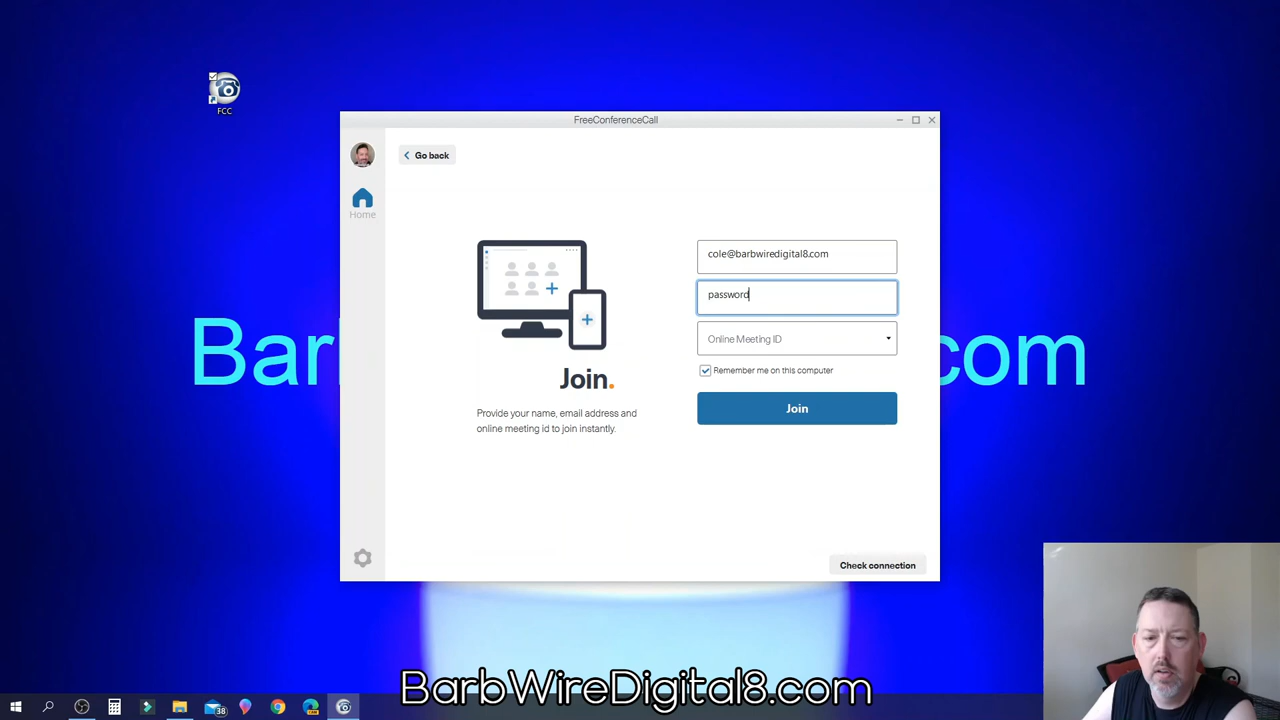 FCC
FreeConferenceCall
Go back
Home
cole@barbwiredigital8.com
password
Online Meeting ID
Remember me on this computer
Join
Join.
Provide your name, email address and
online meeting id to join instantly.
Check connection
Bar
com
BarbWireDigital8.com
38